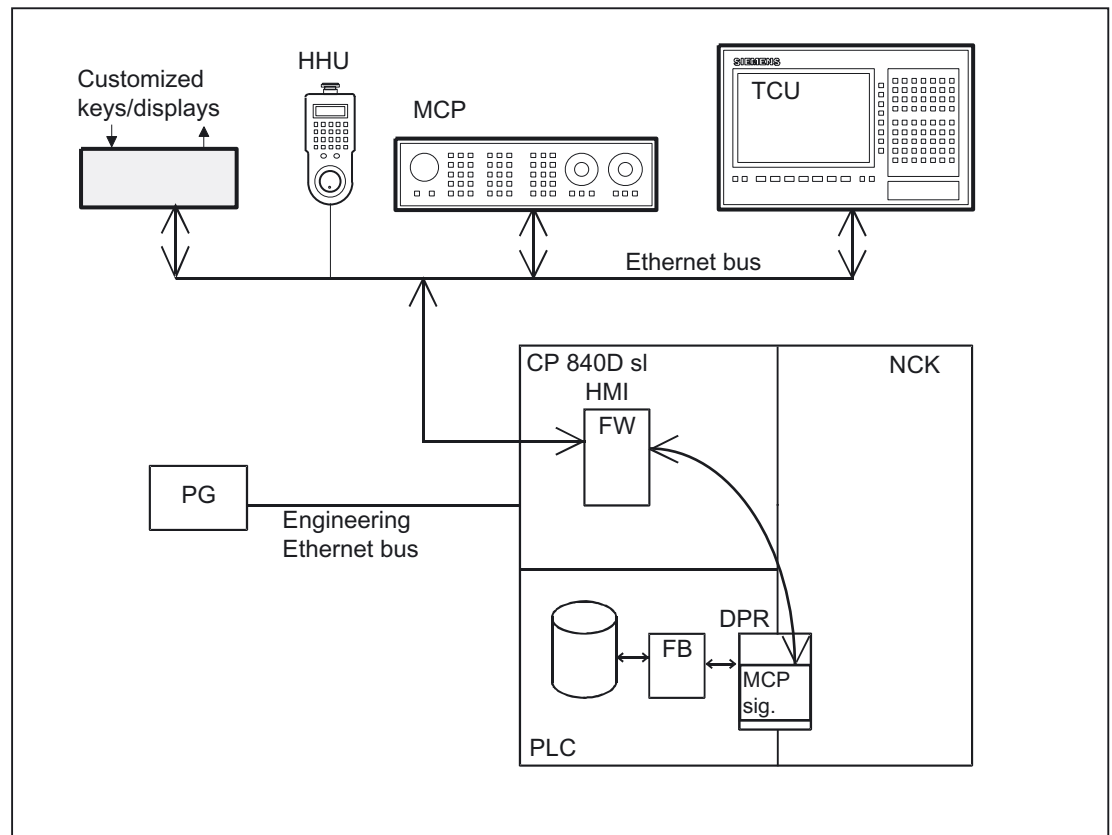 Customized
keys/displays
HHU
MCP
SIEMENS
TCU
Ethernet bus
CP 840D sl
HMI
FW
NCK
PG
Engineering
Ethernet bus
DPR
FB
MCP
sig.
PLC